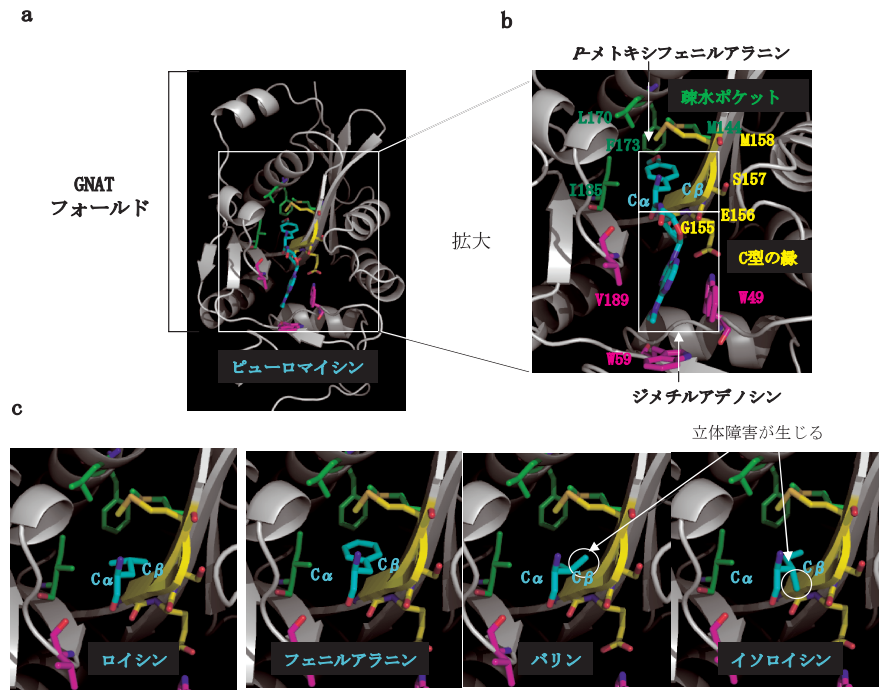 a
b
P-メトキシフェニルアラニン
疎水ポケット
L170
M144
F173
M158
GNAT
フォールド
I185
Cα
Cβ
S157
E156
G155
拡大
C型の縁
V189
W49
W59
ピューロマイシン
ジメチルアデノシン
c
立体障害が生じる
Cα
Cβ
Cα
Cβ
Cα
Cβ
Cα
Cβ
ロイシン
フェニルアラニン
バリン
イソロイシン